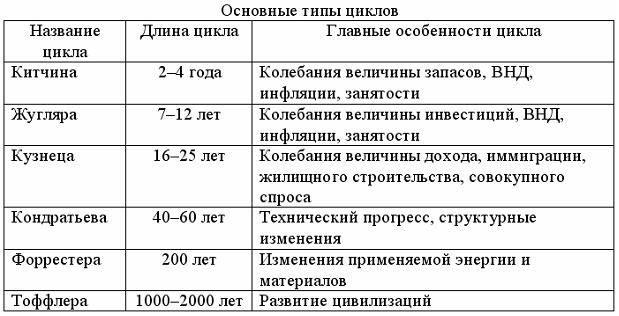 Основные типы циклов
Название цикла	Длина цикла	Главные особенности цикла
Китчина	2–4 года	Колебания величины запасов, ВНД,
инфляции, занятости
Жугляра	7–12 лет	Колебания величины инвестиций, ВНД,
инфляции, занятости
Кузнеца	16–25 лет	Колебания величины дохода, иммиграции,
жилищного строительства, совокупного
спроса
Кондратьева	40–60 лет	Технический прогресс, структурные
изменения
Форрестера	200 лет	Изменения применяемой энергии и
материалов
Тоффлера	1000–2000 лет	Развитие цивилизаций